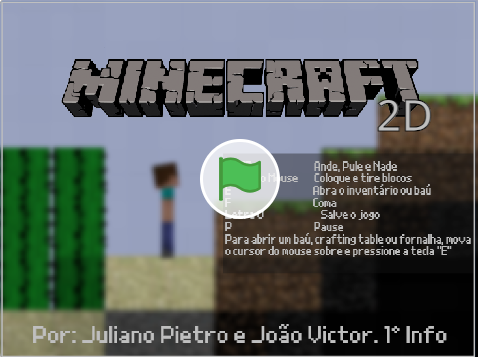 MINECRAFT
2D
Ande, Pule e Nade
Mouse Coloque e tire blocos
E Abra o inventário ou baú
F Coma
Salve o jogo
P Pause
Para abrir um baú, crafting table ou fornalha, mova
o cursor do mouse sobre e pressione a tecla "E"
Por: Juliano Pietro e João Victor. 1° Info